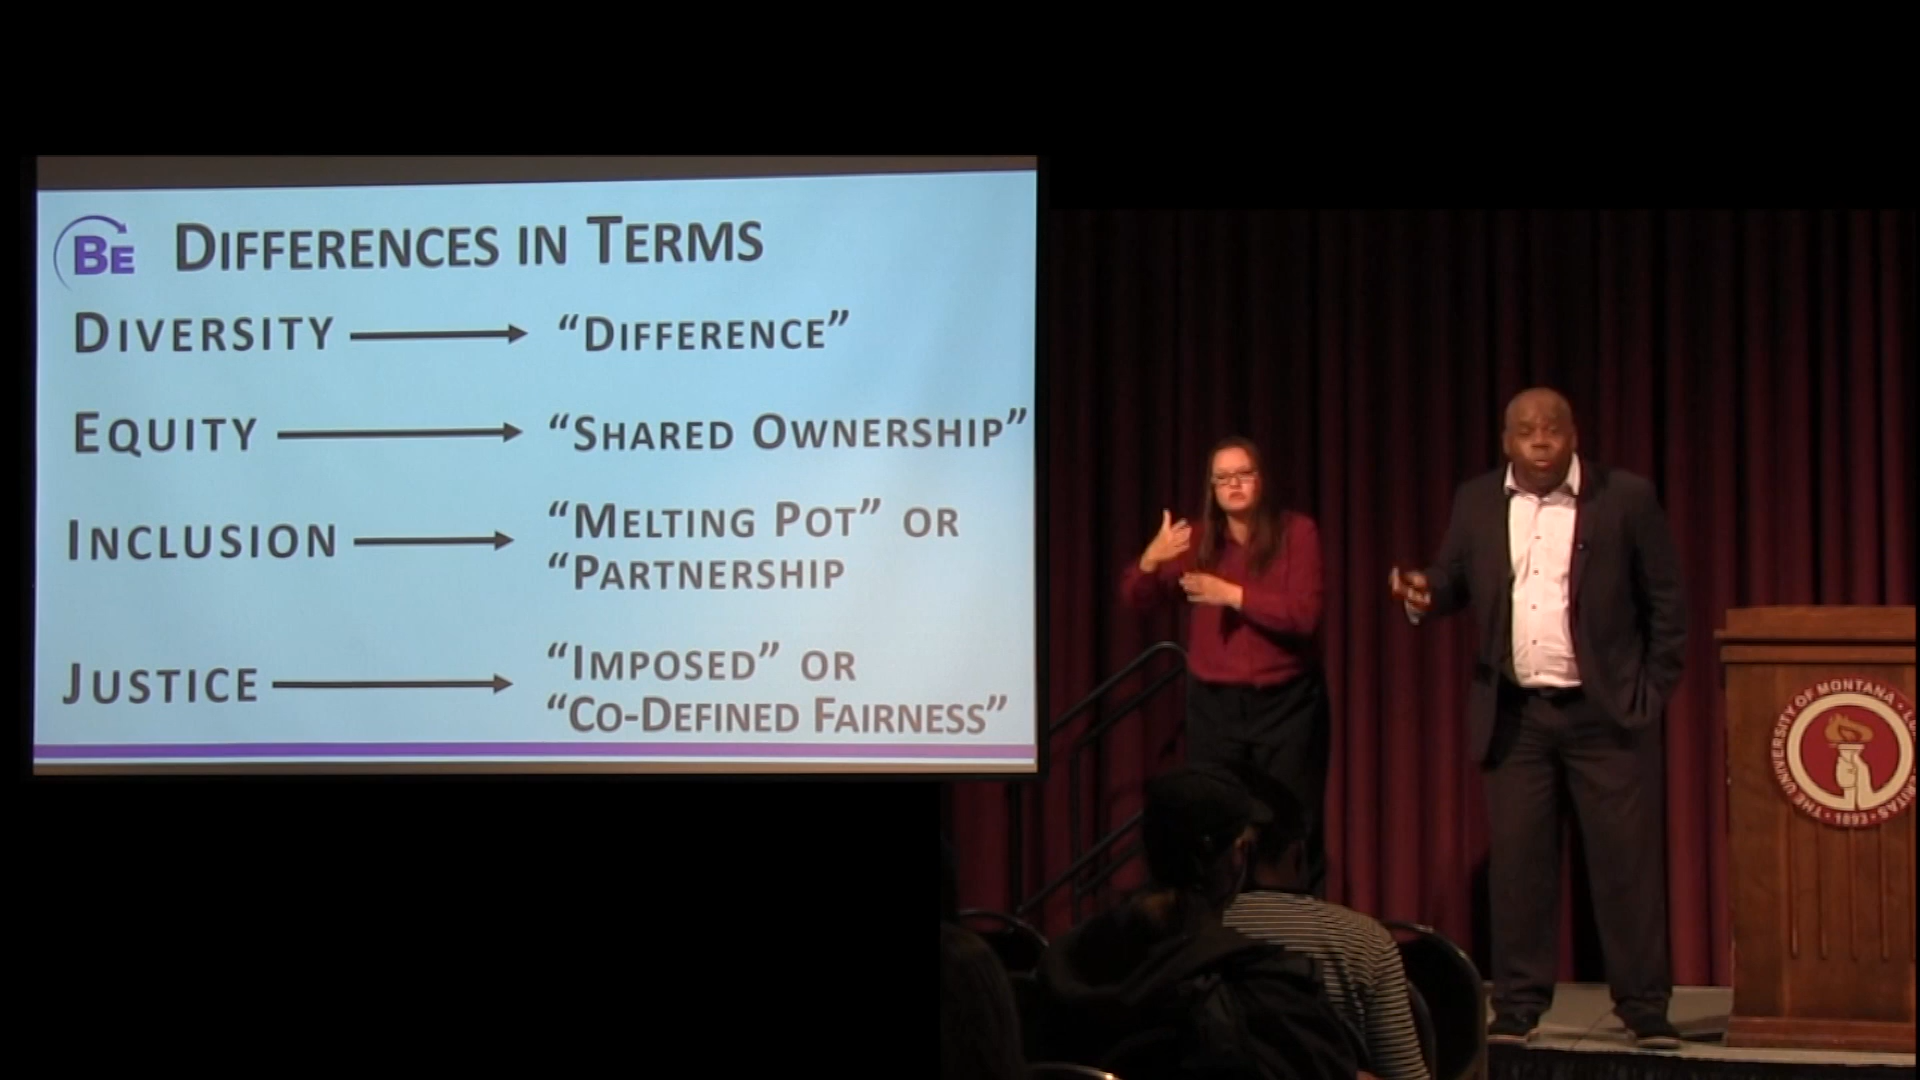 BE DIFFERENCES IN TERMS
DIVERSITY “DIFFERENCE”
EQUITY “SHARED OWNERSHIP”
INCLUSION “MELTING POT” OR
“PARTNERSHIP
JUSTICE “IMPOSED” OR
“CO-DEFINED FAIRNESS”
THE UNIVERSITY OF MONTANA
1893